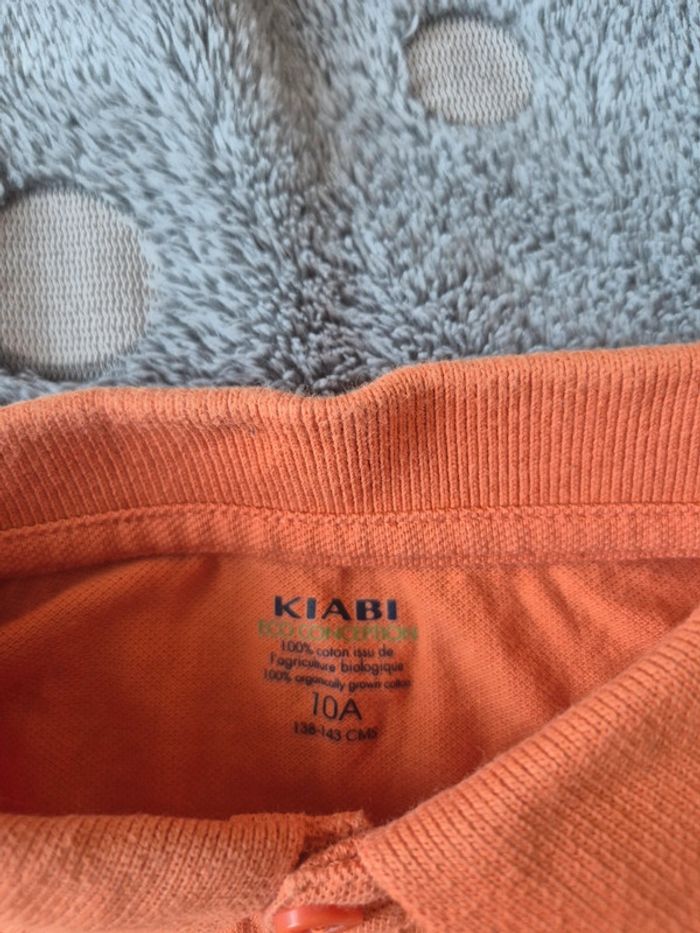 KIABI
ECO CONCEPTION
100% coton issu de
l'agriculture biologique
100% organically grown cotton
10A
138-143 CMS